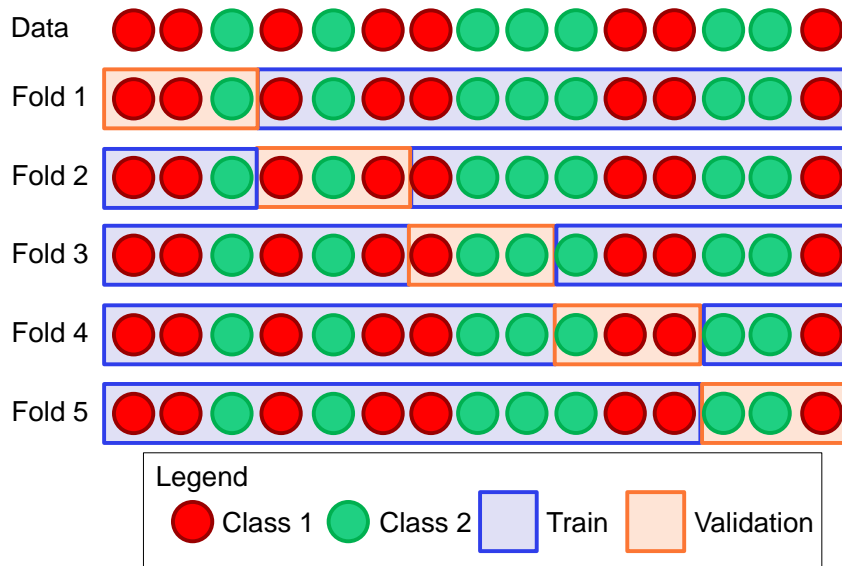 Data
Fold 1
Fold 2
Fold 3
Fold 4
Fold 5
Legend
Class 1 Class 2 Train Validation